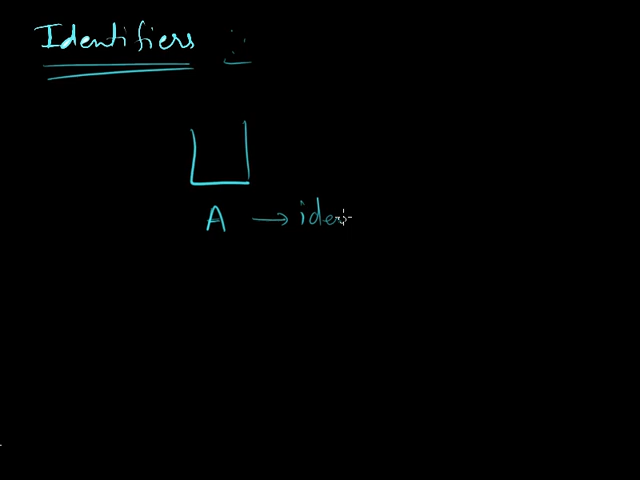 Identifiers :-
A → ide